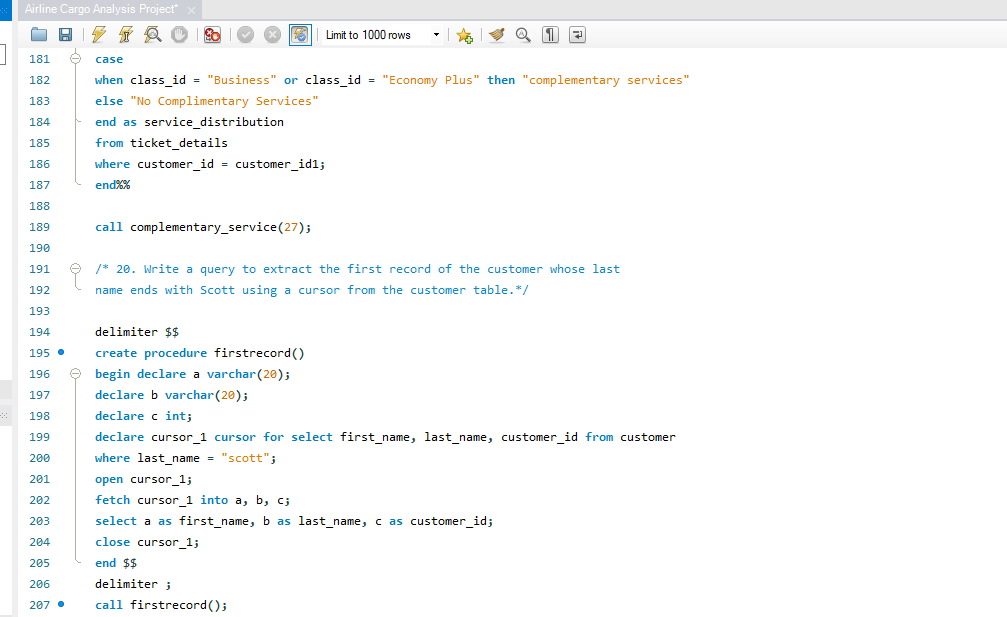 Airline Cargo Analysis Project*
Limit to 1000 rows
181 case
182 when class_id = "Business" or class_id = "Economy Plus" then "complementary services"
183 else "No Complimentary Services"
184 end as service_distribution
185 from ticket_details
186 where customer_id = customer_id1;
187 end%%
188
189 call complementary_service(27);
190
191 /* 20. Write a query to extract the first record of the customer whose last
192 name ends with Scott using a cursor from the customer table.*/
193
194 delimiter $$
195 create procedure firstrecord()
196 begin declare a varchar(20);
197 declare b varchar(20);
198 declare c int;
199 declare cursor_1 cursor for select first_name, last_name, customer_id from customer
200 where last_name = "scott";
201 open cursor_1;
202 fetch cursor_1 into a, b, c;
203 select a as first_name, b as last_name, c as customer_id;
204 close cursor_1;
205 end $$
206 delimiter ;
207 call firstrecord();